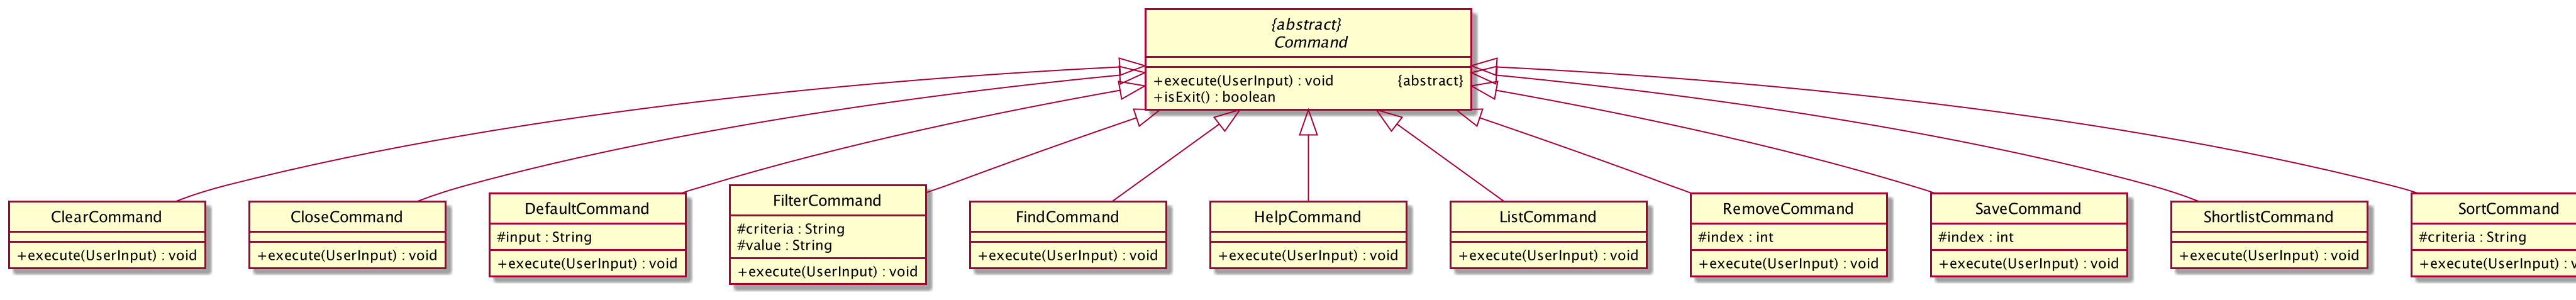 {abstract}
Command
+execute(UserInput) : void {abstract}
+isExit() : boolean
ClearCommand
+execute(UserInput) : void
CloseCommand
+execute(UserInput) : void
DefaultCommand
#input : String
+execute(UserInput) : void
FilterCommand
#criteria : String
#value : String
+execute(UserInput) : void
FindCommand
+execute(UserInput) : void
HelpCommand
+execute(UserInput) : void
ListCommand
+execute(UserInput) : void
RemoveCommand
#index : int
+execute(UserInput) : void
SaveCommand
#index : int
+execute(UserInput) : void
ShortlistCommand
+execute(UserInput) : void
SortCommand
#criteria : String
+execute(UserInput) :